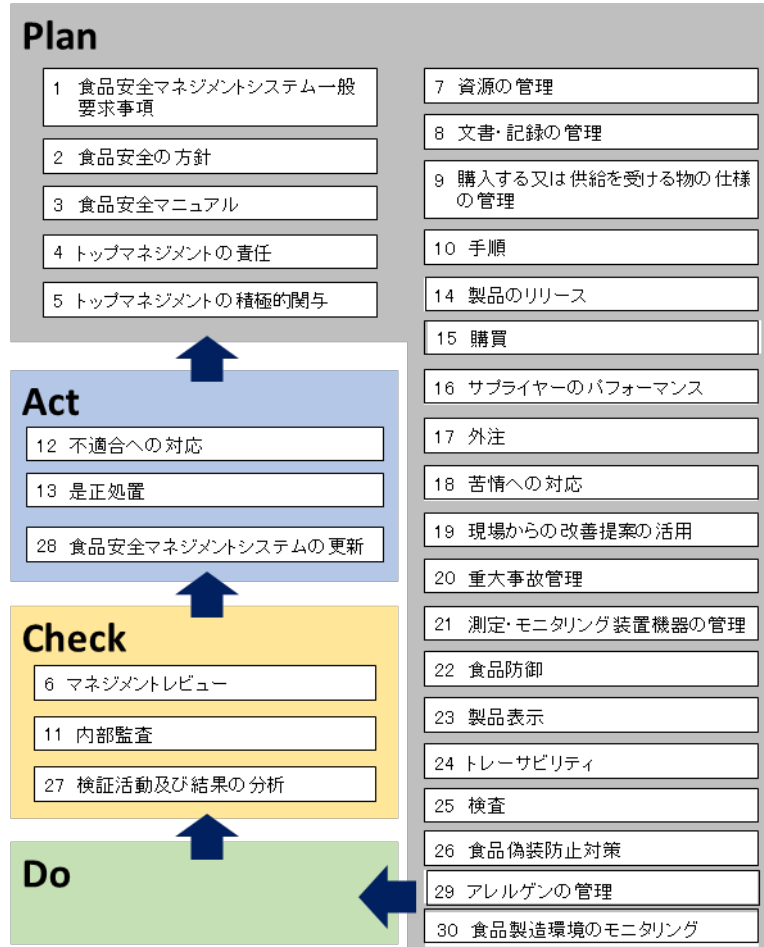 Plan
1 食品安全マネジメントシステム一般
要求事項
2 食品安全の方針
3 食品安全マニュアル
4 トップマネジメントの責任
5 トップマネジメントの積極的関与
7 資源の管理
8 文書・記録の管理
9 購入する又は供給を受ける物の仕様
の管理
10 手順
14 製品のリリース
15 購買
16 サプライヤーのパフォーマンス
17 外注
18 苦情への対応
19 現場からの改善提案の活用
20 重大事故管理
21 測定・モニタリング装置機器の管理
22 食品防御
23 製品表示
24 トレーサビリティ
25 検査
26 食品偽装防止対策
29 アレルゲンの管理
30 食品製造環境のモニタリング
Act
12 不適合への対応
13 是正処置
28 食品安全マネジメントシステムの更新
Check
6 マネジメントレビュー
11 内部監査
27 検証活動及び結果の分析
Do